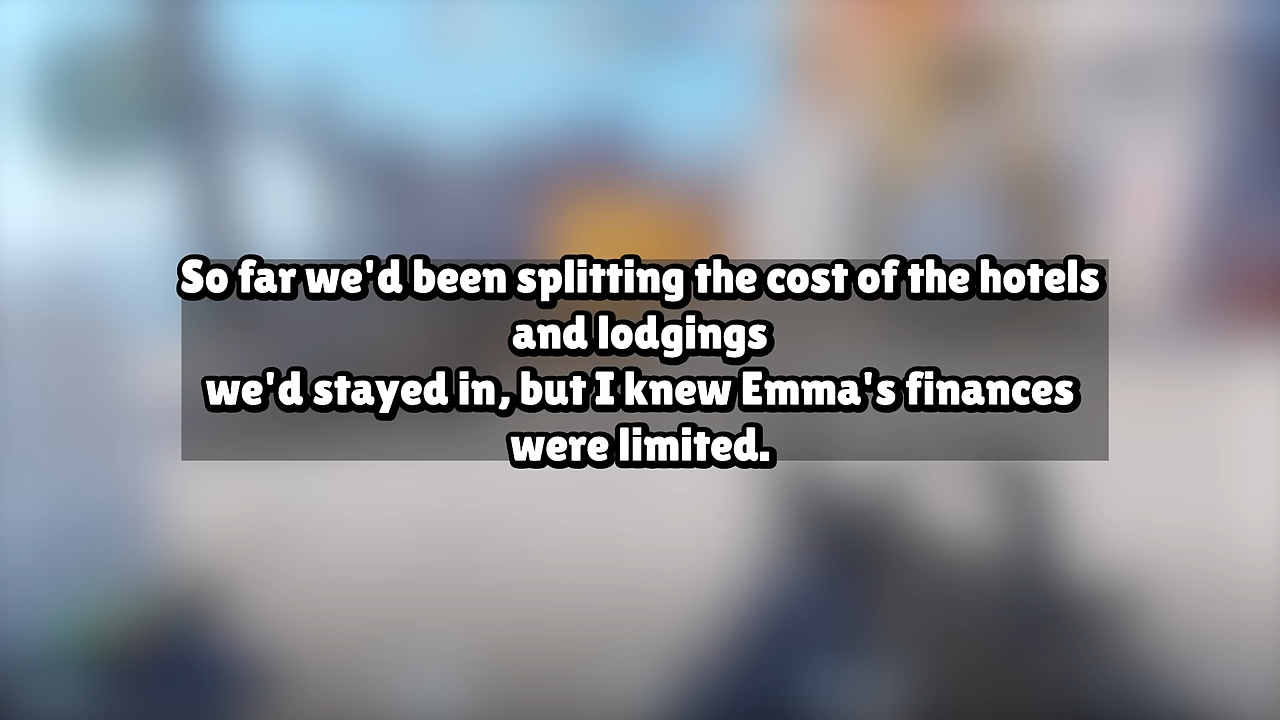 So far we'd been splitting the cost of the hotels
and lodgings
we'd stayed in, but I knew Emma's finances
were limited.